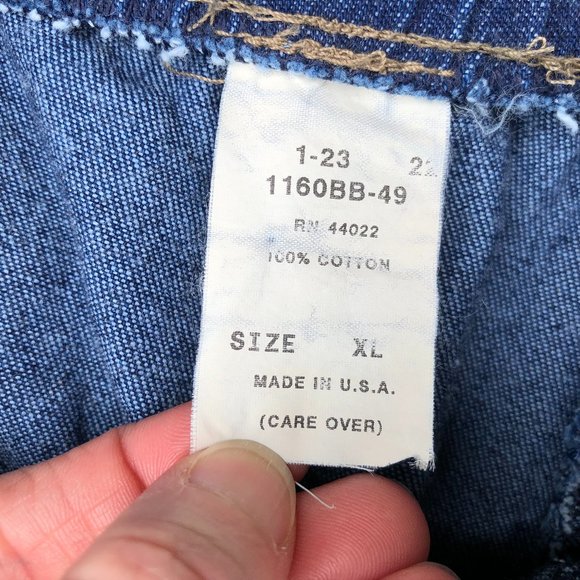 1-23 22
1160BB-49
RN 44022
100% COTTON
SIZE XL
MADE IN U.S.A.
(CARE OVER)